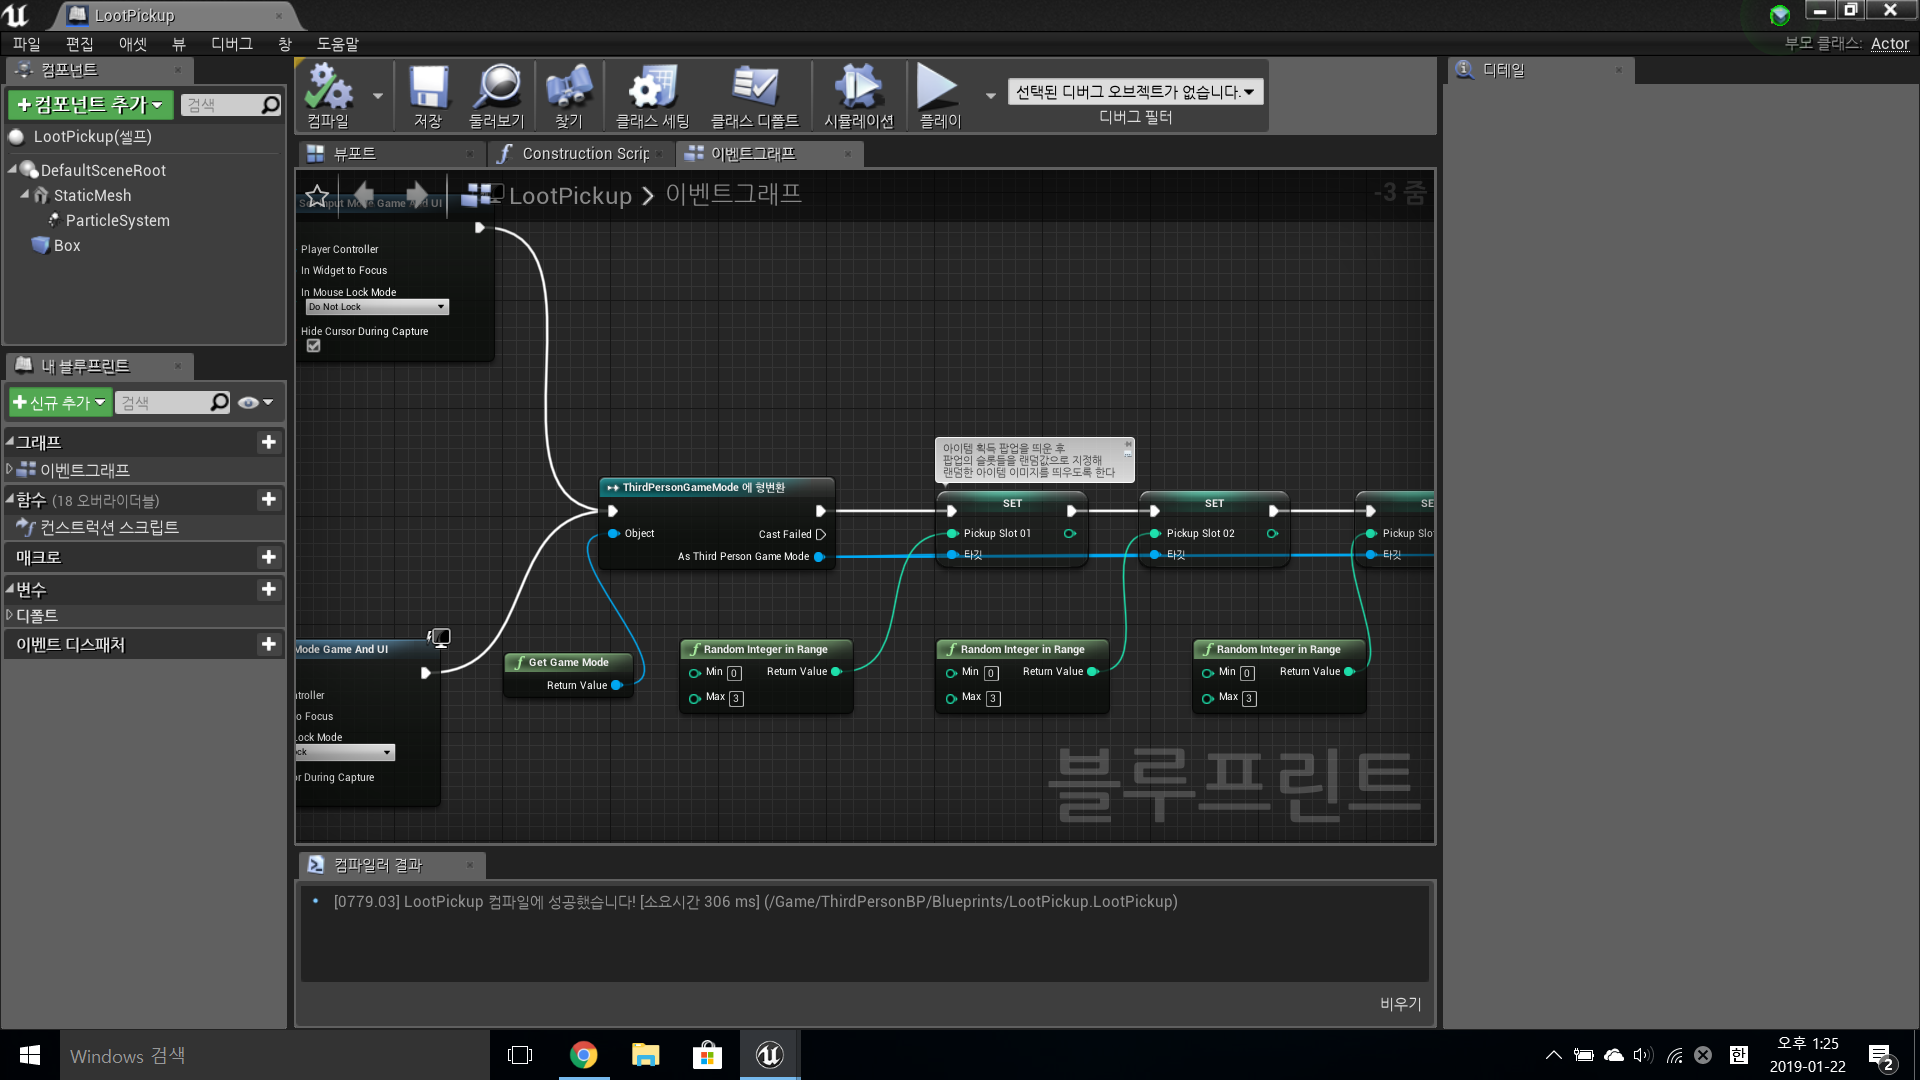 LootPickup
파일 편집 애셋 뷰 디버그 창 도움말
부모 클래스: Actor
컴포넌트
+컴포넌트 추가
검색
LootPickup(셀프)
DefaultSceneRoot
StaticMesh
ParticleSystem
Box
컴파일
저장
둘러보기
찾기
클래스 세팅
클래스 디폴트
시뮬레이션
플레이
선택된 디버그 오브젝트가 없습니다.
디버그 필터
디테일
뷰포트
Construction Scrip
이벤트그래프
LootPickup > 이벤트그래프
-3 줌
Player Controller
In Widget to Focus
In Mouse Lock Mode
Do Not Lock
Hide Cursor During Capture
내 블루프린트
+신규 추가
검색
그래프
이벤트그래프
함수 (18 오버라이더블)
컨스트럭션 스크립트
매크로
변수
디폴트
이벤트 디스패처
아이템 획득 팝업을 띄운 후
팝업의 슬롯들을 랜덤값으로 지정해
랜덤한 아이템 이미지를 띄우도록 한다
ThirdPersonGameMode 에 형변환
Object
Cast Failed
As Third Person Game Mode
SET
Pickup Slot 01
타깃
SET
Pickup Slot 02
타깃
SE
Pickup Slo
타깃
Mode Game And UI
troller
o Focus
Lock Mode
ck
r During Capture
Get Game Mode
Return Value
Random Integer in Range
Min 0 Return Value
Max 3
Random Integer in Range
Min 0 Return Value
Max 3
Random Integer in Range
Min 0 Return Value
Max 3
블루프린트
컴파일러 결과
[0779.03] LootPickup 컴파일에 성공했습니다! [소요시간 306 ms] (/Game/ThirdPersonBP/Blueprints/LootPickup.LootPickup)
비우기
Windows 검색
한
오후 1:25
2019-01-22
2